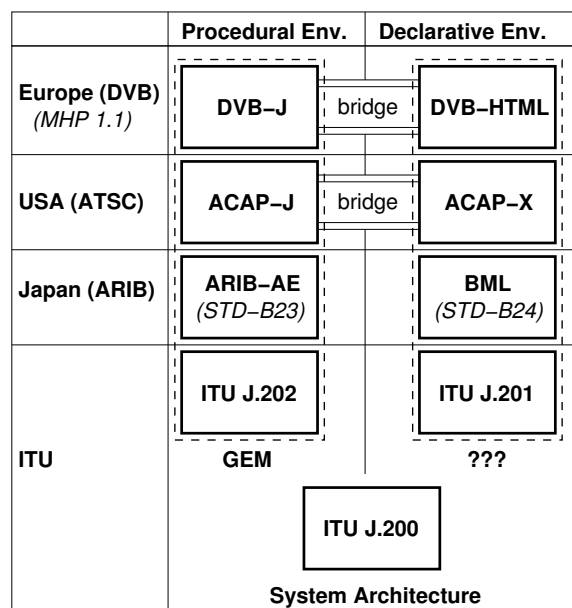 Procedural Env. Declarative Env.
Europe (DVB)
(MHP 1.1)
DVB–J bridge DVB–HTML
USA (ATSC) ACAP–J bridge ACAP–X
Japan (ARIB)
ARIB–AE
(STD–B23)
BML
(STD–B24)
ITU J.202 ITU J.201
ITU GEM ???
ITU J.200
System Architecture